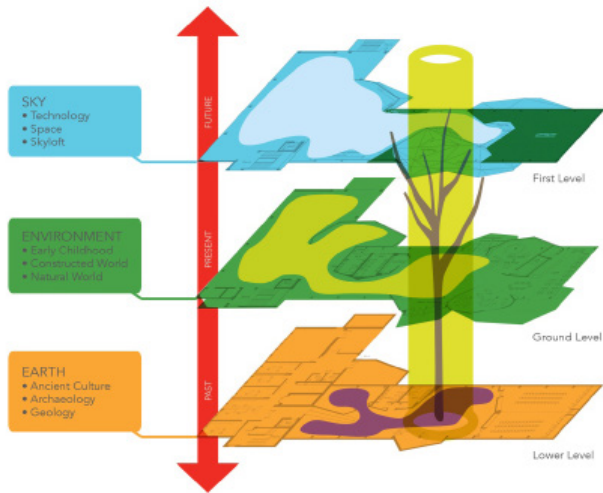 SKY
• Technology
• Space
• Skyloft
FUTURE
First Level
ENVIRONMENT
• Early Childhood
• Constructed World
• Natural World
PRESENT
Ground Level
EARTH
• Ancient Culture
• Archaeology
• Geology
PAST
Lower Level